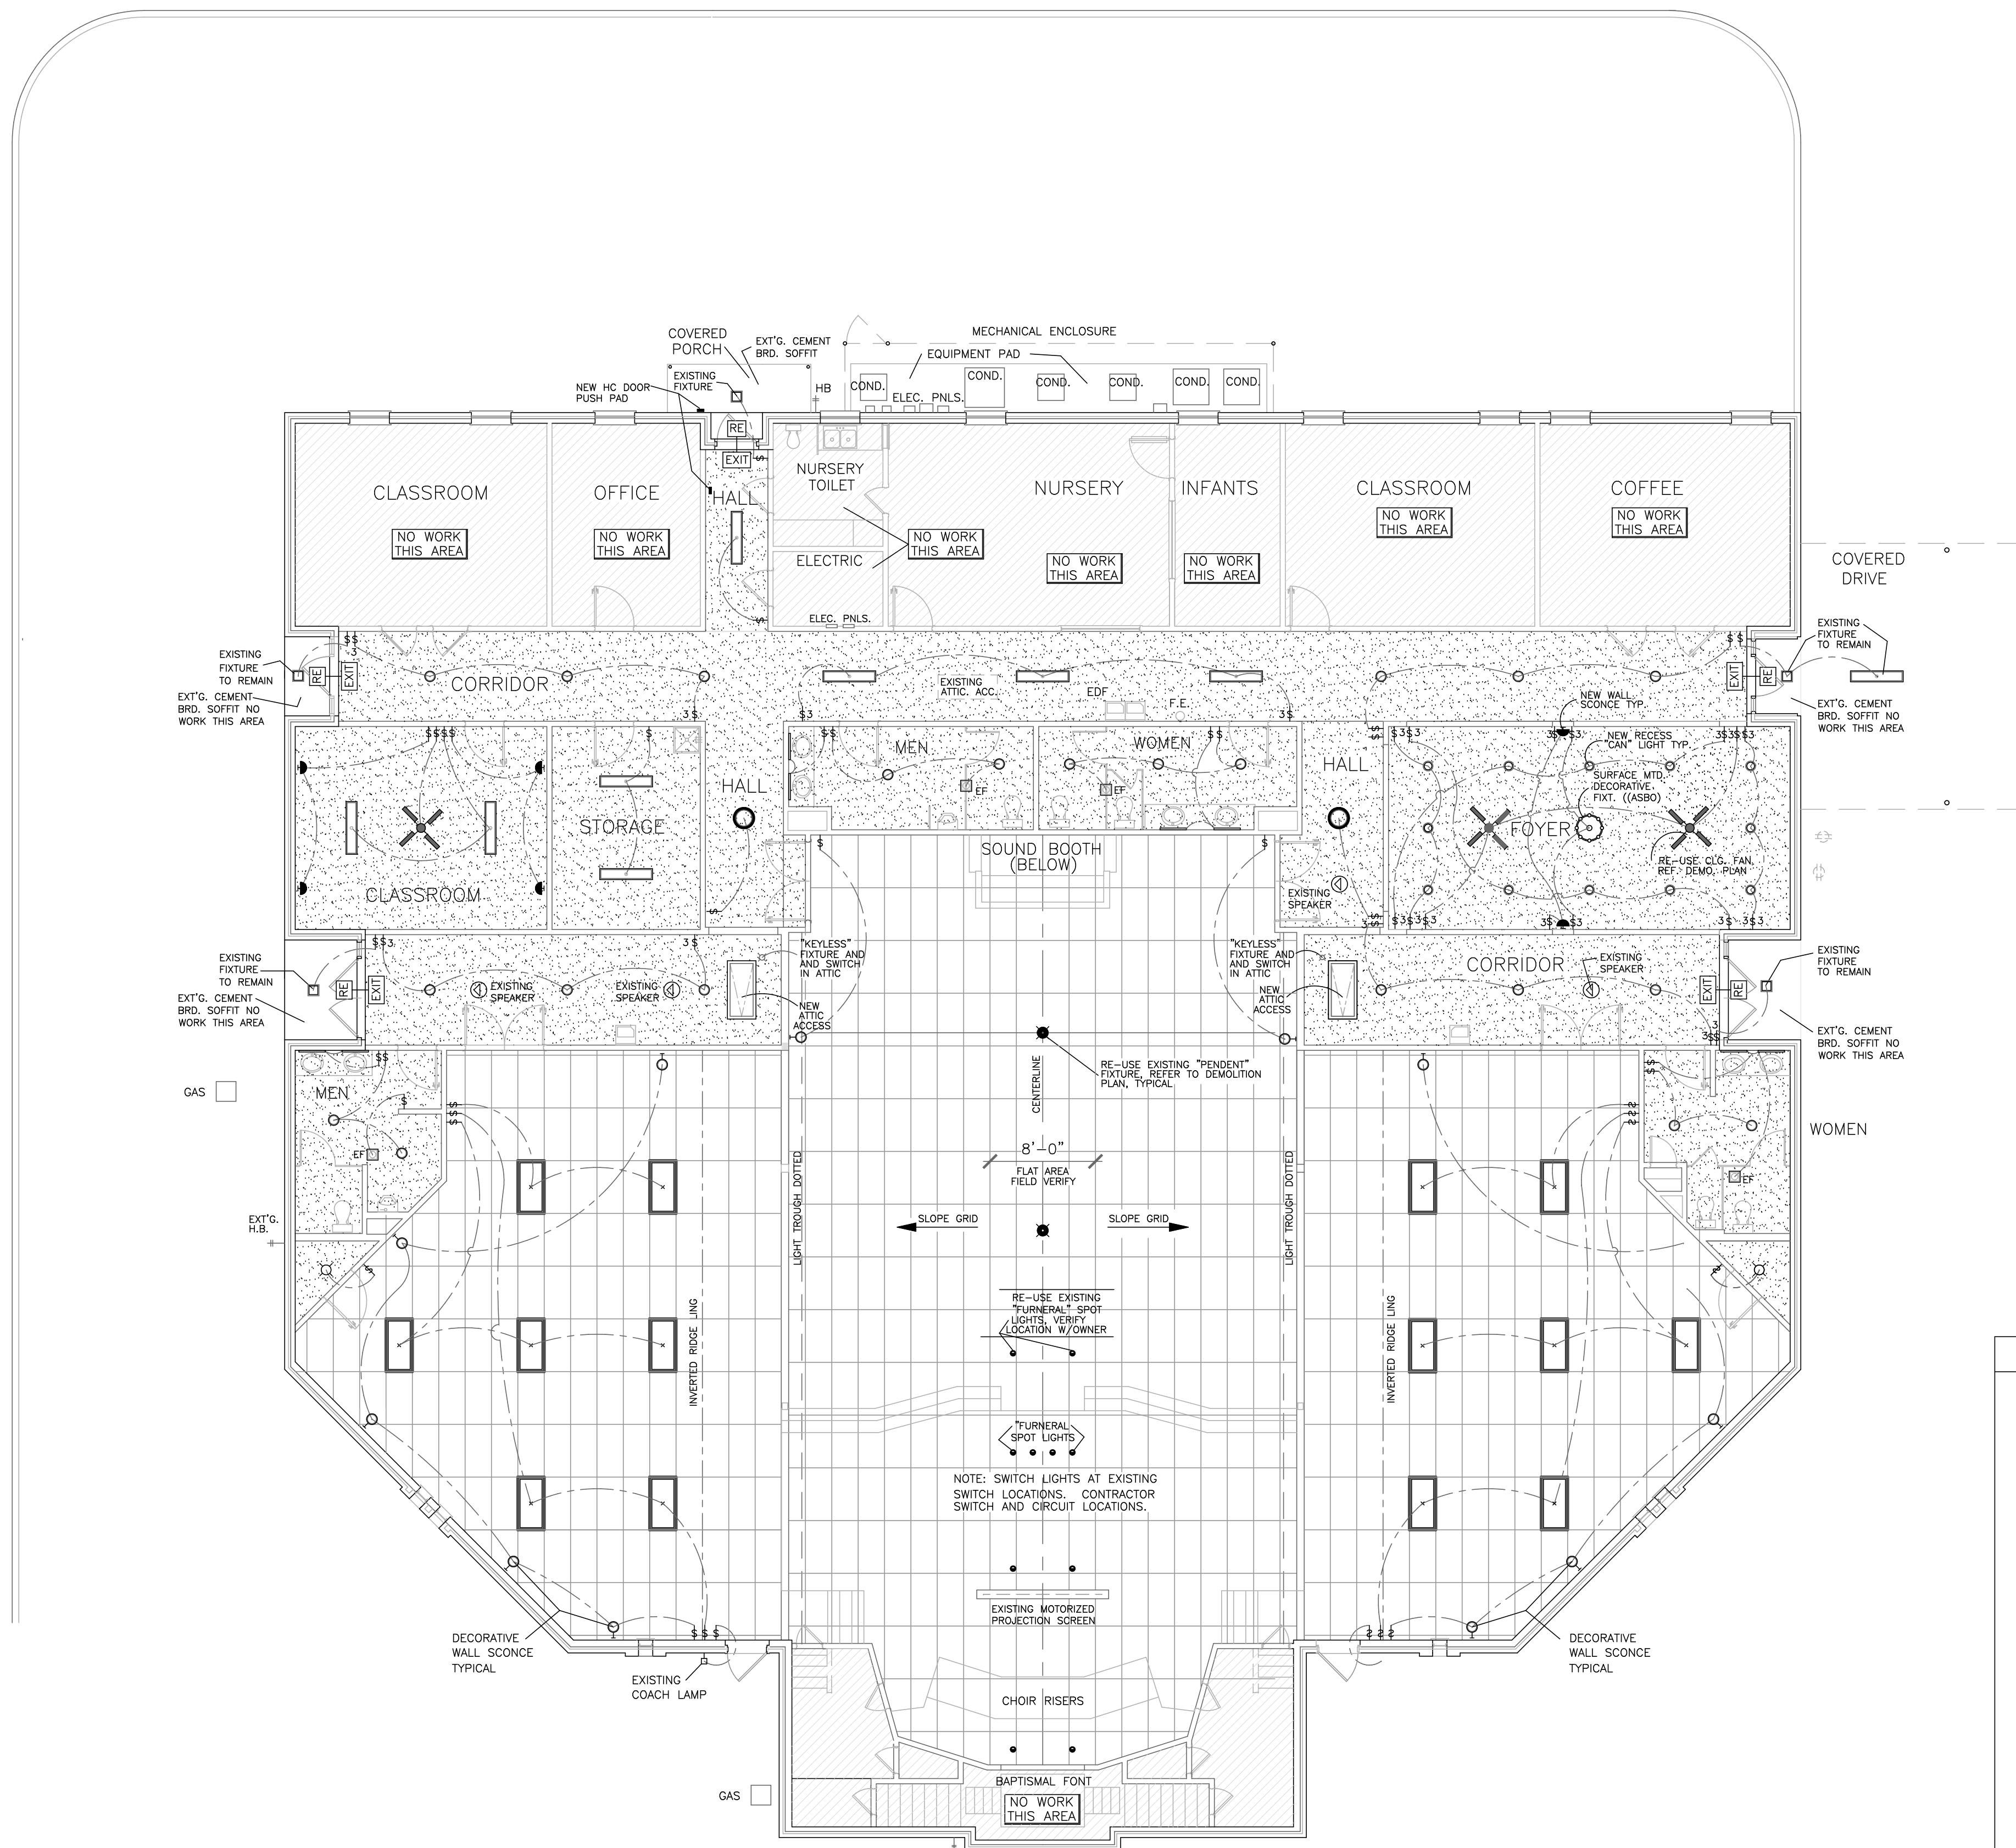 MECHANICAL ENCLOSURE
COVERED
PORCH
EXT'G. CEMENT
BRD. SOFFIT
EQUIPMENT PAD
EXISTING
FIXTURE
NEW HC DOOR
PUSH PAD
HB
COND.
COND.
COND.
COND.
COND.
COND.
ELEC. PNLS.
RE
EXIT
CLASSROOM
NO WORK
THIS AREA
OFFICE
NO WORK
THIS AREA
HALL
NURSERY
TOILET
NO WORK
THIS AREA
ELECTRIC
ELEC. PNLS.
NURSERY
NO WORK
THIS AREA
INFANTS
NO WORK
THIS AREA
CLASSROOM
NO WORK
THIS AREA
COFFEE
NO WORK
THIS AREA
COVERED
DRIVE
EXISTING
FIXTURE
TO REMAIN
EXT'G. CEMENT
BRD. SOFFIT NO
WORK THIS AREA
RE
EXIT
CORRIDOR
EXISTING
ATTIC. ACC.
EDF
F.E.
EXIT
RE
EXISTING
FIXTURE
TO REMAIN
EXT'G. CEMENT
BRD. SOFFIT NO
WORK THIS AREA
NEW WALL
SCONCE TYP.
NEW RECESS
"CAN" LIGHT TYP.
SURFACE MTD.
DECORATIVE
FIXT. ((ASBO)
FOYER
RE-USE CLG. FAN,
REF. DEMO. PLAN
MEN
EF
WOMEN
EF
HALL
HALL
STORAGE
CLASSROOM
SOUND BOOTH
(BELOW)
EXISTING
SPEAKER
EXISTING
FIXTURE
TO REMAIN
EXT'G. CEMENT
BRD. SOFFIT NO
WORK THIS AREA
RE
EXIT
EXISTING
SPEAKER
EXISTING
SPEAKER
"KEYLESS"
FIXTURE AND
AND SWITCH
IN ATTIC
NEW
ATTIC
ACCESS
"KEYLESS"
FIXTURE AND
AND SWITCH
IN ATTIC
NEW
ATTIC
ACCESS
CORRIDOR
EXISTING
SPEAKER
EXIT
RE
EXISTING
FIXTURE
TO REMAIN
EXT'G. CEMENT
BRD. SOFFIT NO
WORK THIS AREA
RE-USE EXISTING "PENDENT"
FIXTURE, REFER TO DEMOLITION
PLAN, TYPICAL
CENTERLINE
GAS
MEN
EF
WOMEN
EF
8'-0"
FLAT AREA
FIELD VERIFY
LIGHT TROUGH DOTTED
LIGHT TROUGH DOTTED
SLOPE GRID
SLOPE GRID
EXT'G.
H.B.
INVERTED RIDGE LING
INVERTED RIDGE LING
RE-USE EXISTING
"FURNERAL" SPOT
LIGHTS, VERIFY
LOCATION W/OWNER
"FURNERAL
SPOT LIGHTS
NOTE: SWITCH LIGHTS AT EXISTING
SWITCH LOCATIONS. CONTRACTOR
SWITCH AND CIRCUIT LOCATIONS.
EXISTING MOTORIZED
PROJECTION SCREEN
DECORATIVE
WALL SCONCE
TYPICAL
EXISTING
COACH LAMP
DECORATIVE
WALL SCONCE
TYPICAL
CHOIR RISERS
GAS
BAPTISMAL FONT
NO WORK
THIS AREA